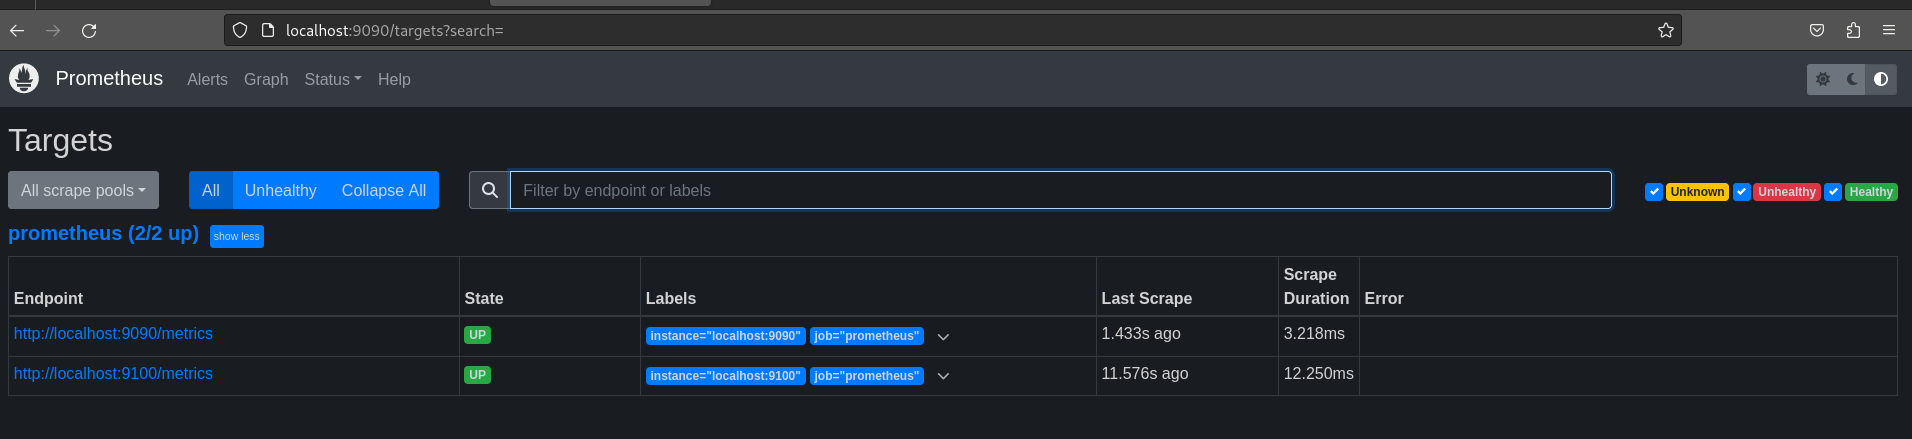 localhost:9090/targets?search=
Prometheus Alerts Graph Status Help
Targets
All scrape pools All Unhealthy Collapse All Filter by endpoint or labels Unknown Unhealthy Healthy
prometheus (2/2 up) show less
Endpoint State Labels Last Scrape Scrape Duration Error
http://localhost:9090/metrics UP instance="localhost:9090" job="prometheus" 1.433s ago 3.218ms
http://localhost:9100/metrics UP instance="localhost:9100" job="prometheus" 11.576s ago 12.250ms